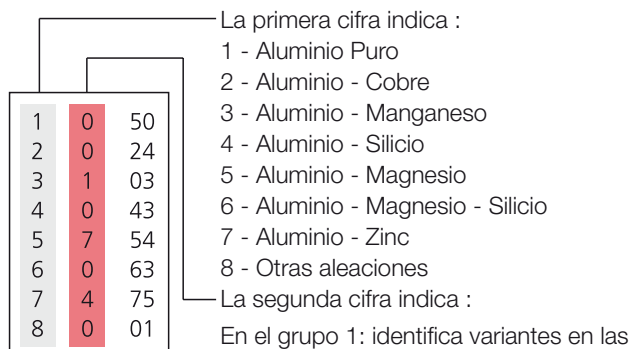 La primera cifra indica :
1 - Aluminio Puro
2 - Aluminio - Cobre
3 - Aluminio - Manganeso
4 - Aluminio - Silicio
5 - Aluminio - Magnesio
6 - Aluminio - Magnesio - Silicio
7 - Aluminio - Zinc
8 - Otras aleaciones
1 0 50
2 0 24
3 1 03
4 0 43
5 7 54
6 0 63
7 4 75
8 0 01
La segunda cifra indica :
En el grupo 1: identifica variantes en las